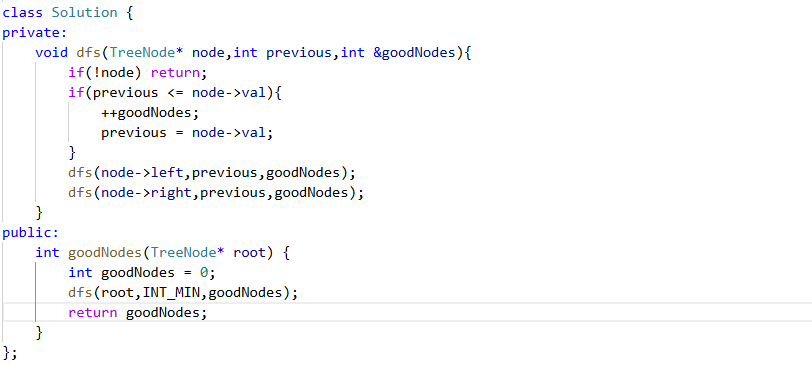 class Solution {
private:
    void dfs(TreeNode* node,int previous,int &goodNodes){
        if(!node) return;
        if(previous <= node->val){
            ++goodNodes;
            previous = node->val;
        }
        dfs(node->left,previous,goodNodes);
        dfs(node->right,previous,goodNodes);
    }
public:
    int goodNodes(TreeNode* root) {
        int goodNodes = 0;
        dfs(root,INT_MIN,goodNodes);
        return goodNodes;
    }
};